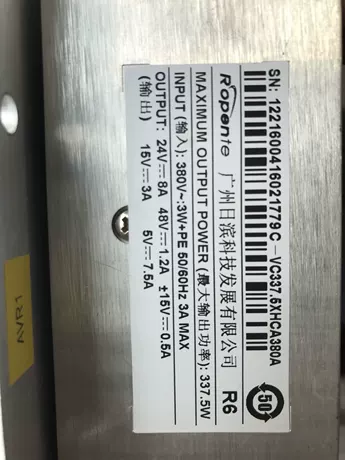 SN: 1221600416021779C -VC337.5XHCA380A
Ropente 广州日滨科技发展有限公司 R6
MAXIMUM OUTPUT POWER (最大输出功率): 337.5W
INPUT (输入): 380V~:3W+PE 50/60Hz 3A MAX
OUTPUT: 24V⎓8A 48V⎓1.2A ±15V⎓0.5A
(输出) 15V⎓3A 5V⎓7.5A
50
AVR1